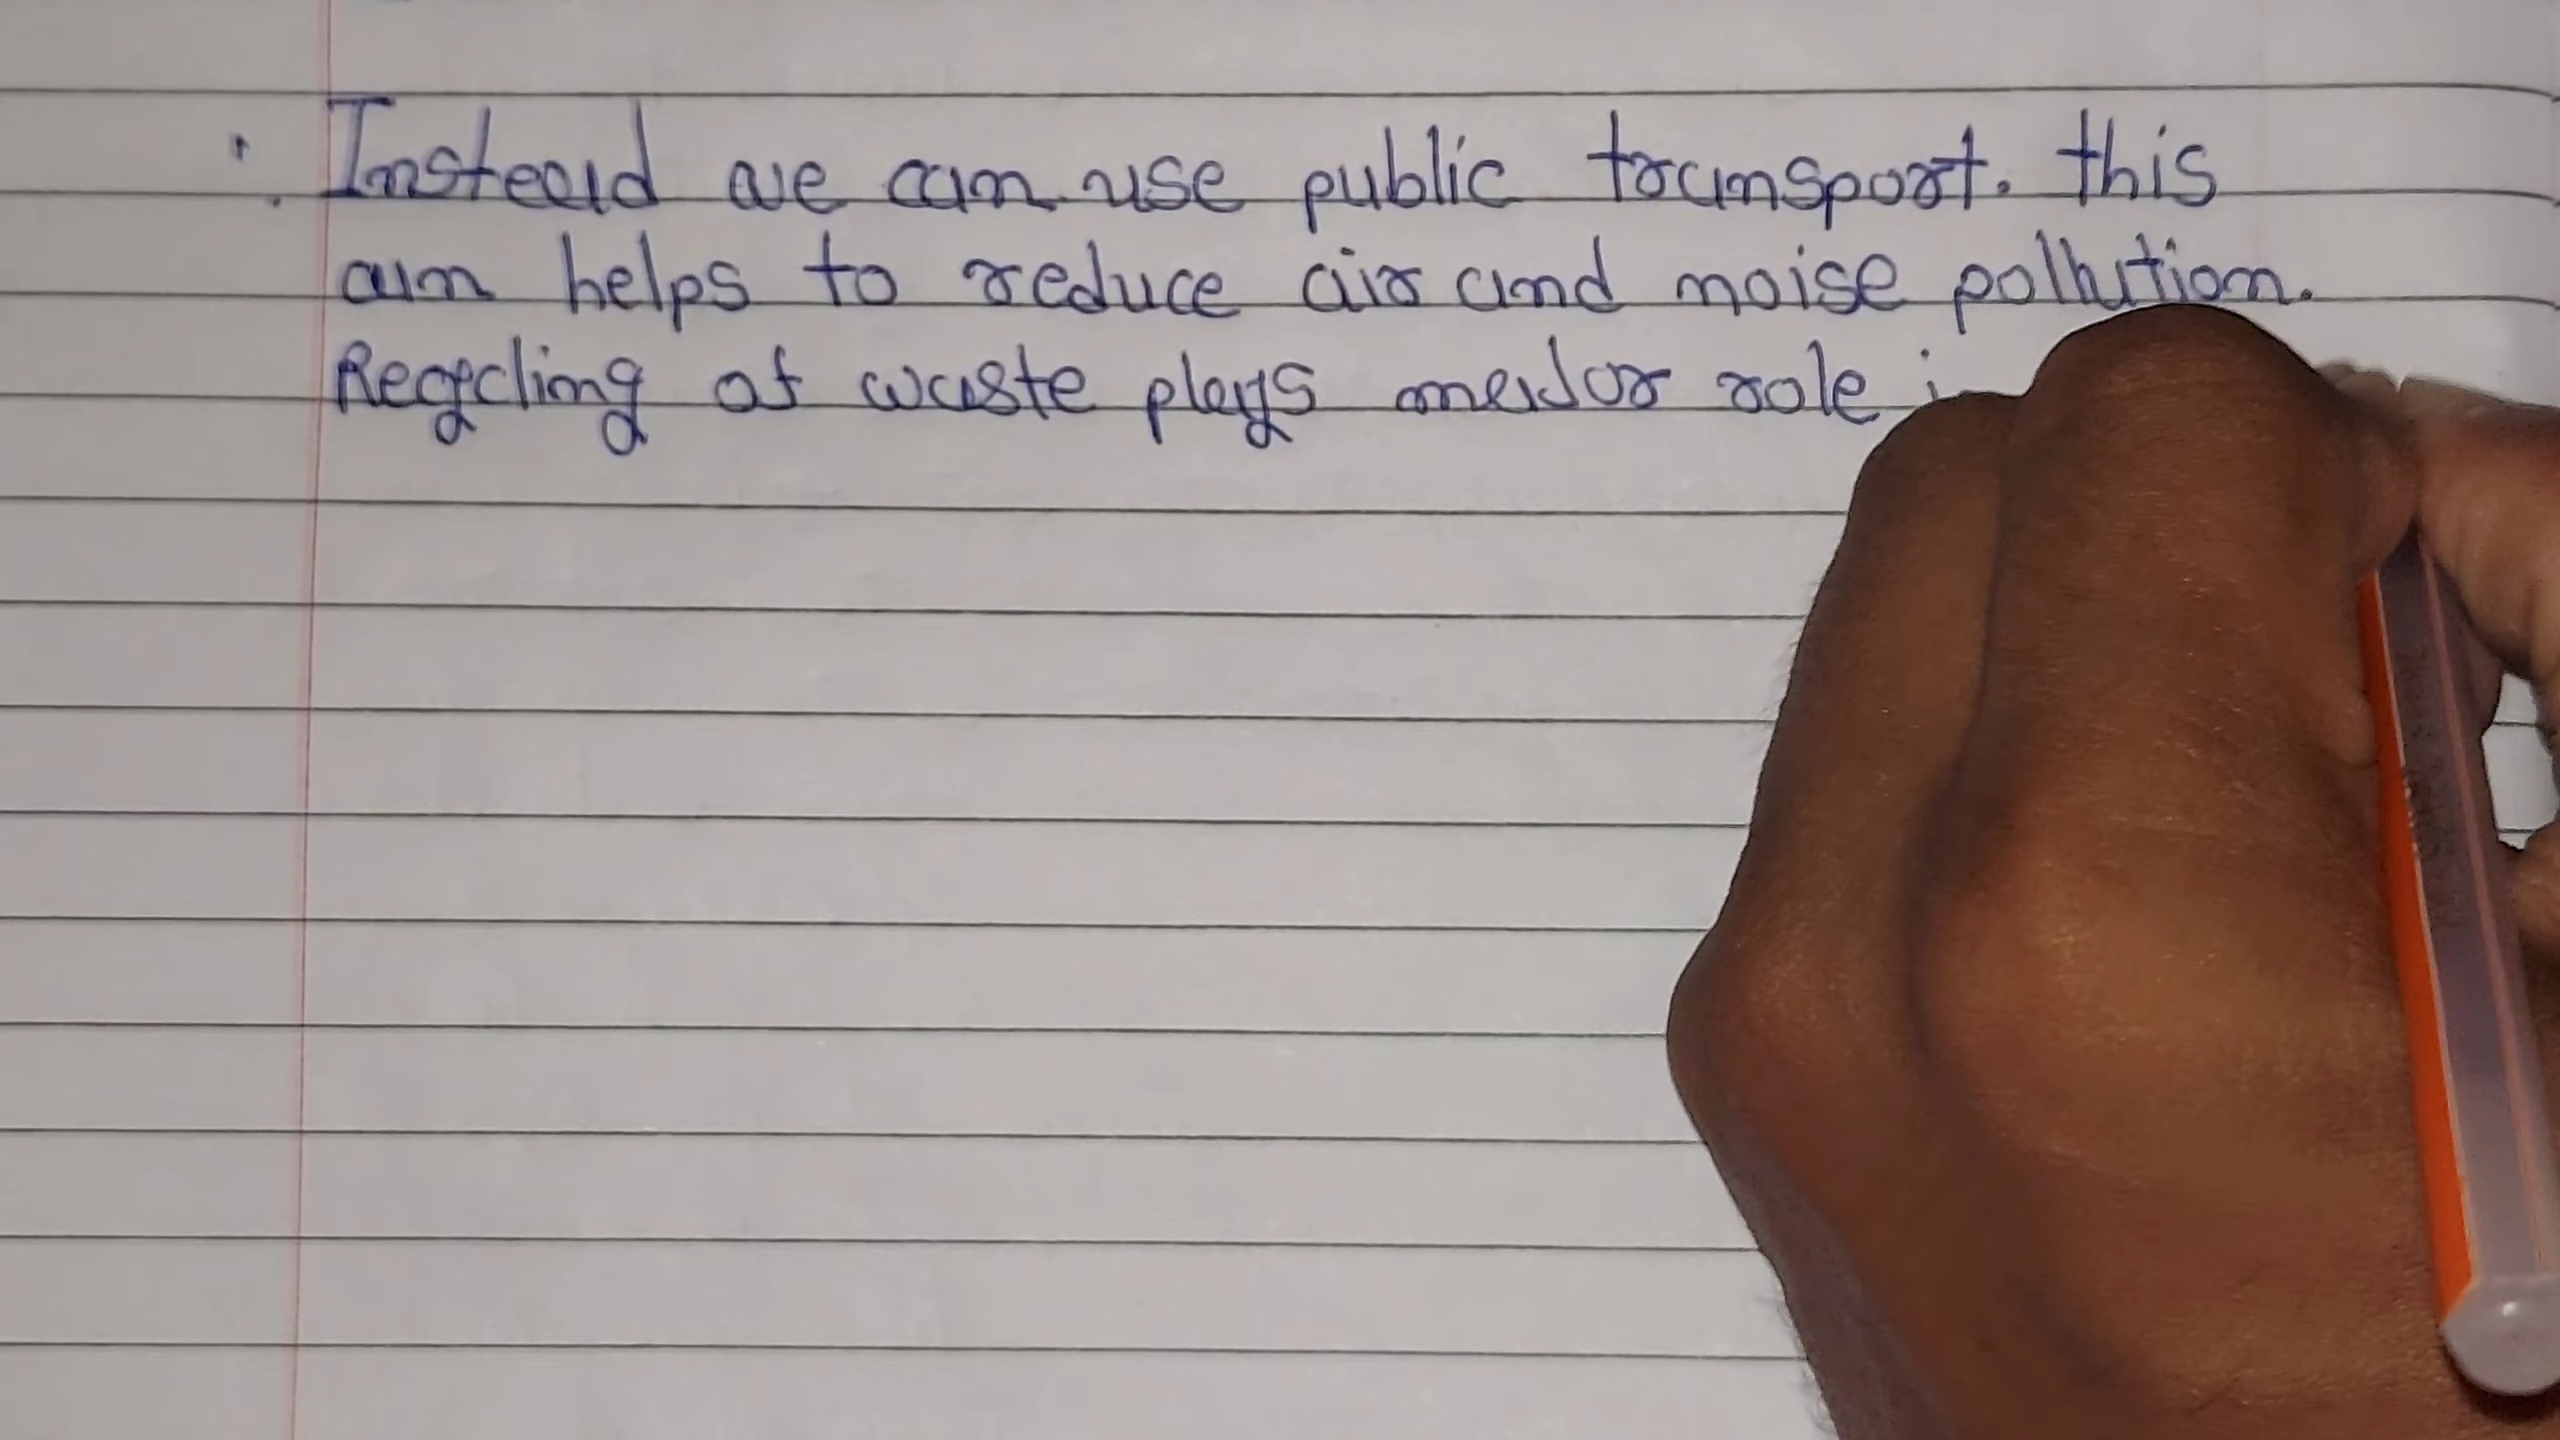 Instead we can use public transport. this
can helps to reduce air and noise pollution.
Recycling of waste plays major role